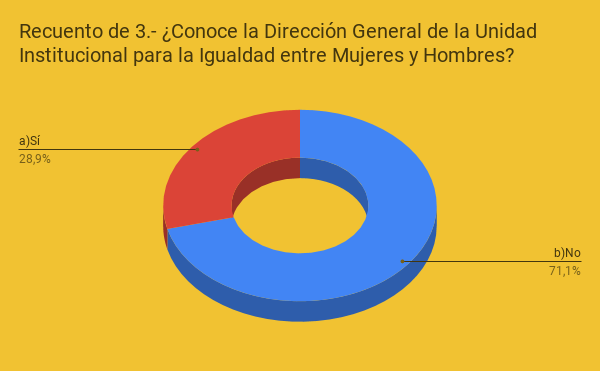 Recuento de 3.- ¿Conoce la Dirección General de la Unidad
Institucional para la Igualdad entre Mujeres y Hombres?
a)Sí
28,9%
b)No
71,1%